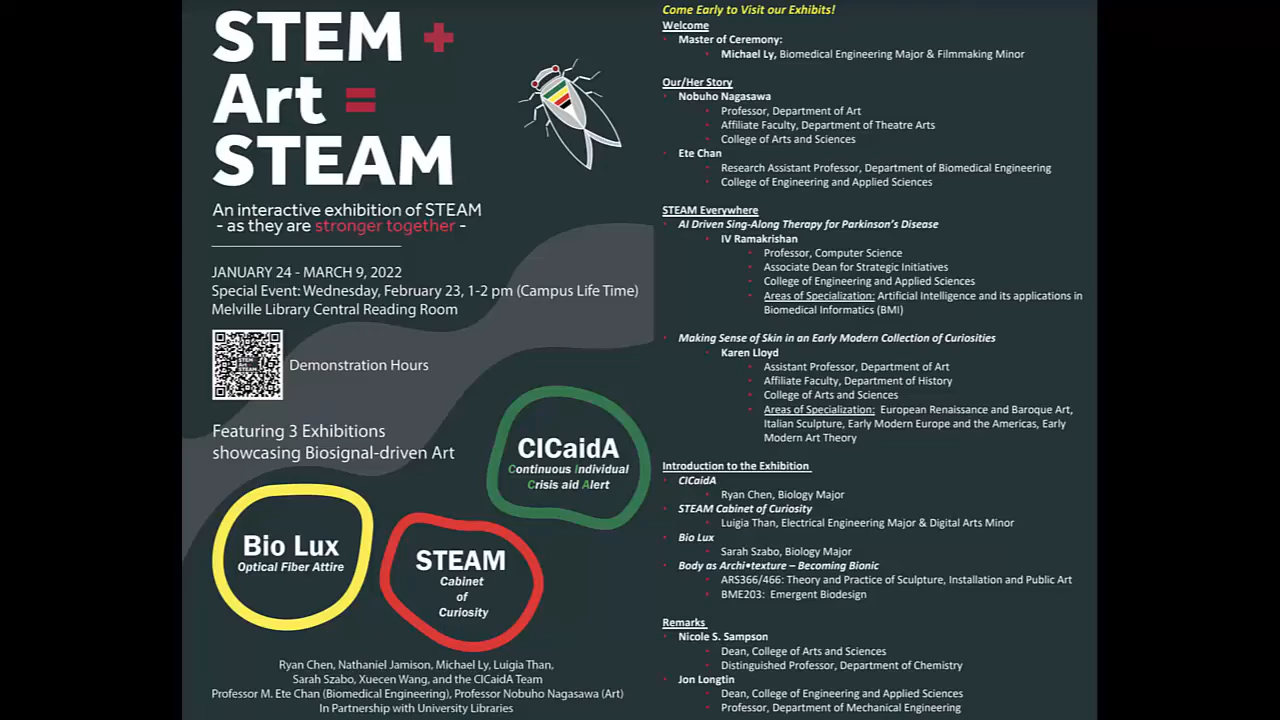 STEM +
Art =
STEAM
An interactive exhibition of STEAM
- as they are stronger together -
JANUARY 24 - MARCH 9, 2022
Special Event: Wednesday, February 23, 1-2 pm (Campus Life Time)
Melville Library Central Reading Room
STEM
Art
STEAM
Demonstration Hours
Featuring 3 Exhibitions
showcasing Biosignal-driven Art
CICaidA
Continuous Individual
Crisis aid Alert
Bio Lux
Optical Fiber Attire
STEAM
Cabinet
of
Curiosity
Ryan Chen, Nathaniel Jamison, Michael Ly, Luigia Than,
Sarah Szabo, Xuecen Wang, and the CICaidA Team
Professor M. Ete Chan (Biomedical Engineering), Professor Nobuho Nagasawa (Art)
In Partnership with University Libraries
Come Early to Visit our Exhibits!
Welcome
Master of Ceremony:
Michael Ly, Biomedical Engineering Major & Filmmaking Minor
Our/Her Story
Nobuho Nagasawa
Professor, Department of Art
Affiliate Faculty, Department of Theatre Arts
College of Arts and Sciences
Ete Chan
Research Assistant Professor, Department of Biomedical Engineering
College of Engineering and Applied Sciences
STEAM Everywhere
AI Driven Sing-Along Therapy for Parkinson's Disease
IV Ramakrishan
Professor, Computer Science
Associate Dean for Strategic Initiatives
College of Engineering and Applied Sciences
Areas of Specialization: Artificial Intelligence and its applications in
Biomedical Informatics (BMI)
Making Sense of Skin in an Early Modern Collection of Curiosities
Karen Lloyd
Assistant Professor, Department of Art
Affiliate Faculty, Department of History
College of Arts and Sciences
Areas of Specialization: European Renaissance and Baroque Art,
Italian Sculpture, Early Modern Europe and the Americas, Early
Modern Art Theory
Introduction to the Exhibition
CICaidA
Ryan Chen, Biology Major
STEAM Cabinet of Curiosity
Luigia Than, Electrical Engineering Major & Digital Arts Minor
Bio Lux
Sarah Szabo, Biology Major
Body as Archi•texture – Becoming Bionic
ARS366/466: Theory and Practice of Sculpture, Installation and Public Art
BME203: Emergent Biodesign
Remarks
Nicole S. Sampson
Dean, College of Arts and Sciences
Distinguished Professor, Department of Chemistry
Jon Longtin
Dean, College of Engineering and Applied Sciences
Professor, Department of Mechanical Engineering